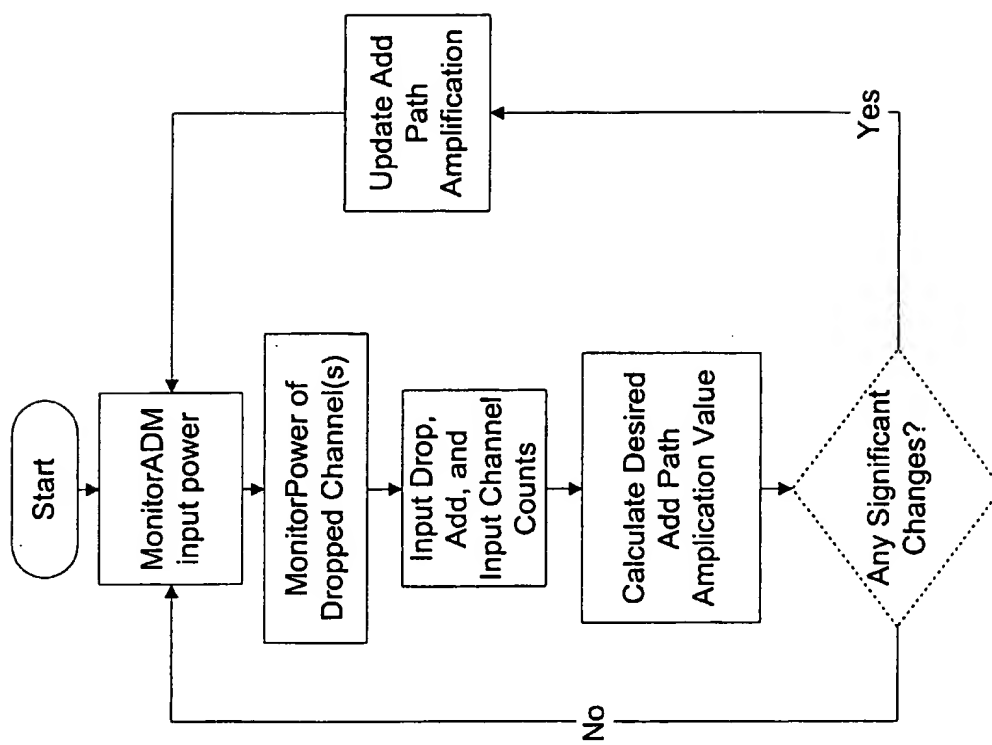 Start
MonitorADM
input power
MonitorPower of
Dropped Channel(s)
Input Drop,
Add, and
Input Channel
Counts
Calculate Desired
Add Path
Amplication Value
Any Significant
Changes?
No
Yes
Update Add
Path
Amplification